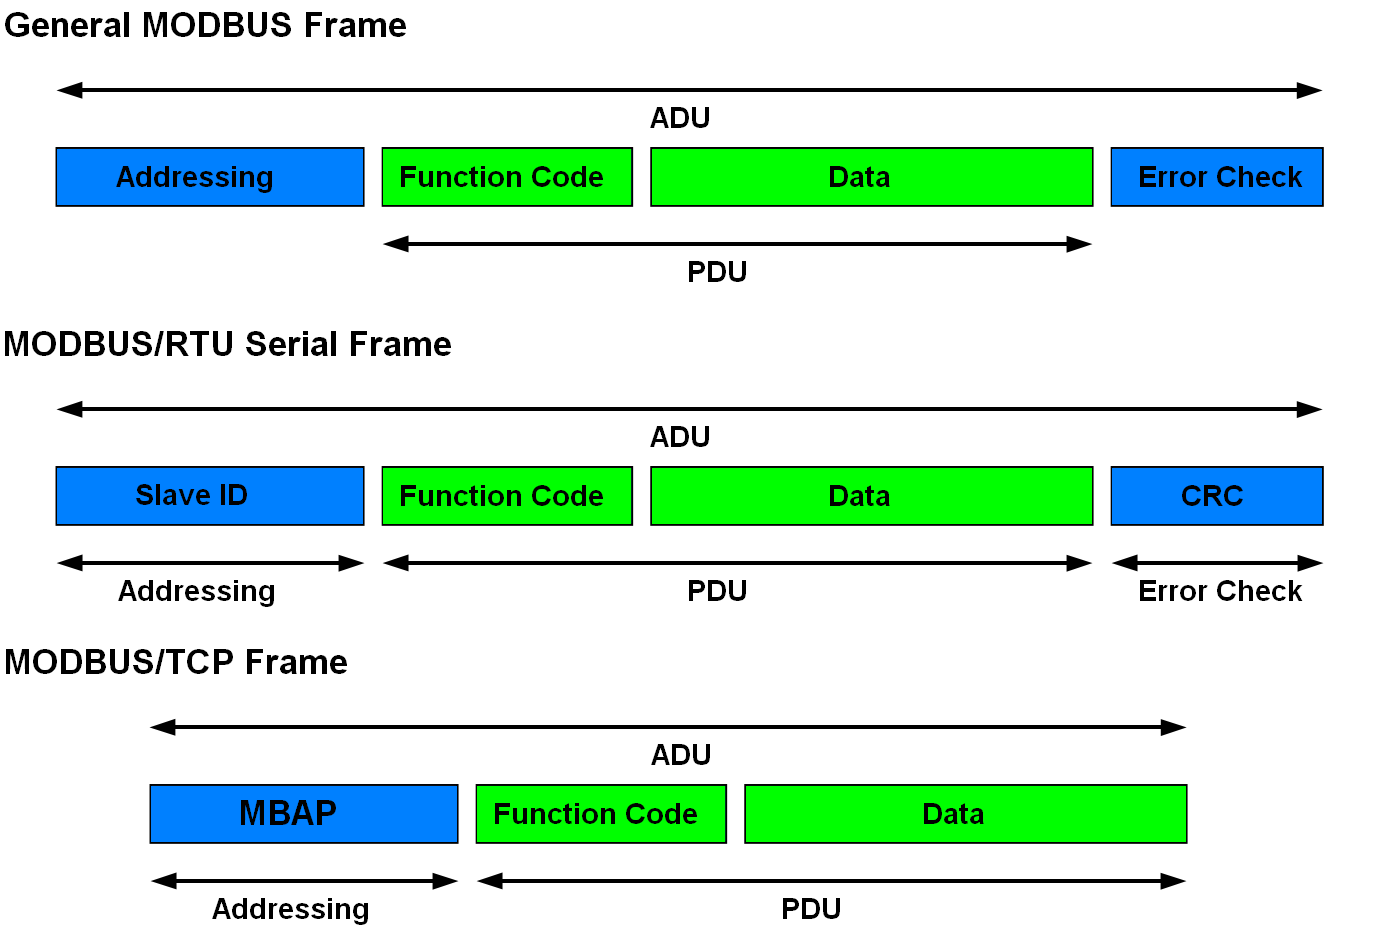 General MODBUS Frame
ADU
Addressing Function Code Data Error Check
PDU
MODBUS/RTU Serial Frame
ADU
Slave ID Function Code Data CRC
Addressing PDU Error Check
MODBUS/TCP Frame
ADU
MBAP Function Code Data
Addressing PDU